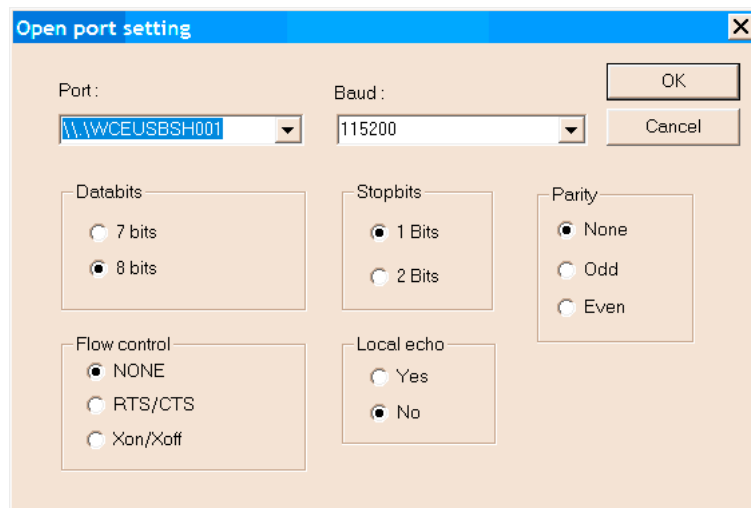 Open port setting
Port :
Baud :
OK
\\.\WCEUSBSH001
115200
Cancel
Databits
7 bits
8 bits
Stopbits
1 Bits
2 Bits
Parity
None
Odd
Even
Flow control
NONE
RTS/CTS
Xon/Xoff
Local echo
Yes
No